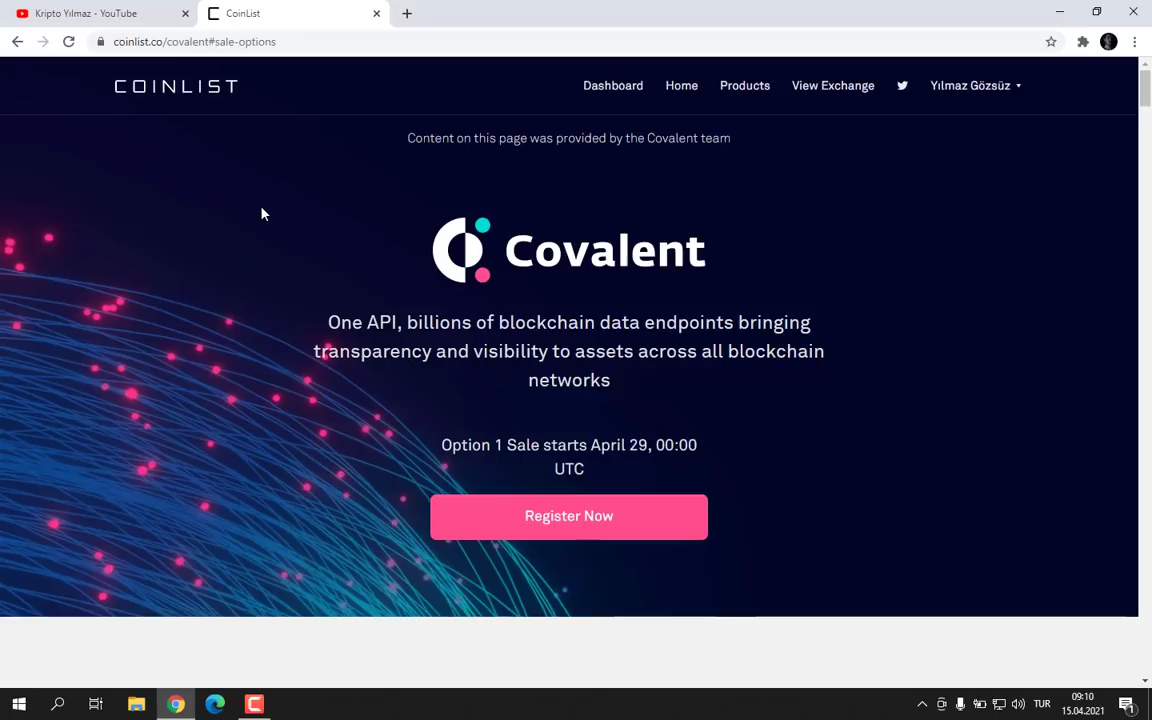 Kripto Yılmaz - YouTube
CoinList
coinlist.co/covalent#sale-options
COINLIST
Dashboard
Home
Products
View Exchange
Yılmaz Gözsüz
Content on this page was provided by the Covalent team
Covalent
One API, billions of blockchain data endpoints bringing
transparency and visibility to assets across all blockchain
networks
Option 1 Sale starts April 29, 00:00
UTC
Register Now
TUR
09:10
15.04.2021
1